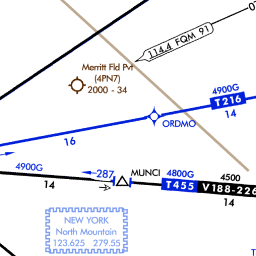 0
114.4 FQM 91
Merritt Fld Pvt
(4PN7)
2000 - 34
4900G
T216
14
ORDMO
16
4900G
14
287
MUNCI
4800G
4500
T455
V188-226
14
NEW YORK
North Mountain
123.625 279.55
T